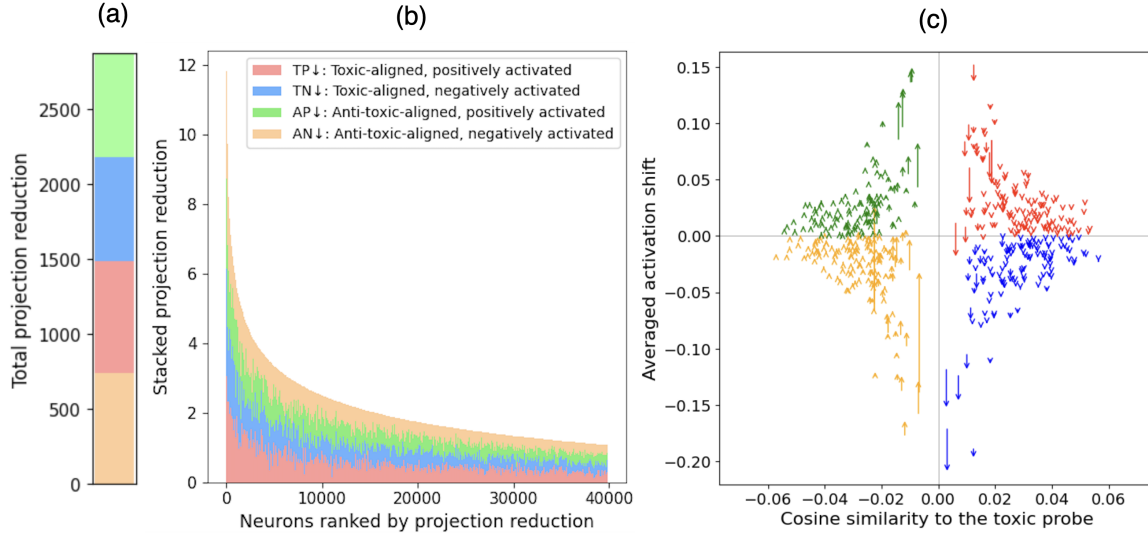 (a)
Total projection reduction
2500
2000
1500
1000
500
0
(b)
Stacked projection reduction
12
10
8
6
4
2
0
TP↓: Toxic-aligned, positively activated
TN↓: Toxic-aligned, negatively activated
AP↓: Anti-toxic-aligned, positively activated
AN↓: Anti-toxic-aligned, negatively activated
0 10000 20000 30000 40000
Neurons ranked by projection reduction
(c)
Averaged activation shift
0.15
0.10
0.05
0.00
−0.05
−0.10
−0.15
−0.20
−0.06 −0.04 −0.02 0.00 0.02 0.04 0.06
Cosine similarity to the toxic probe